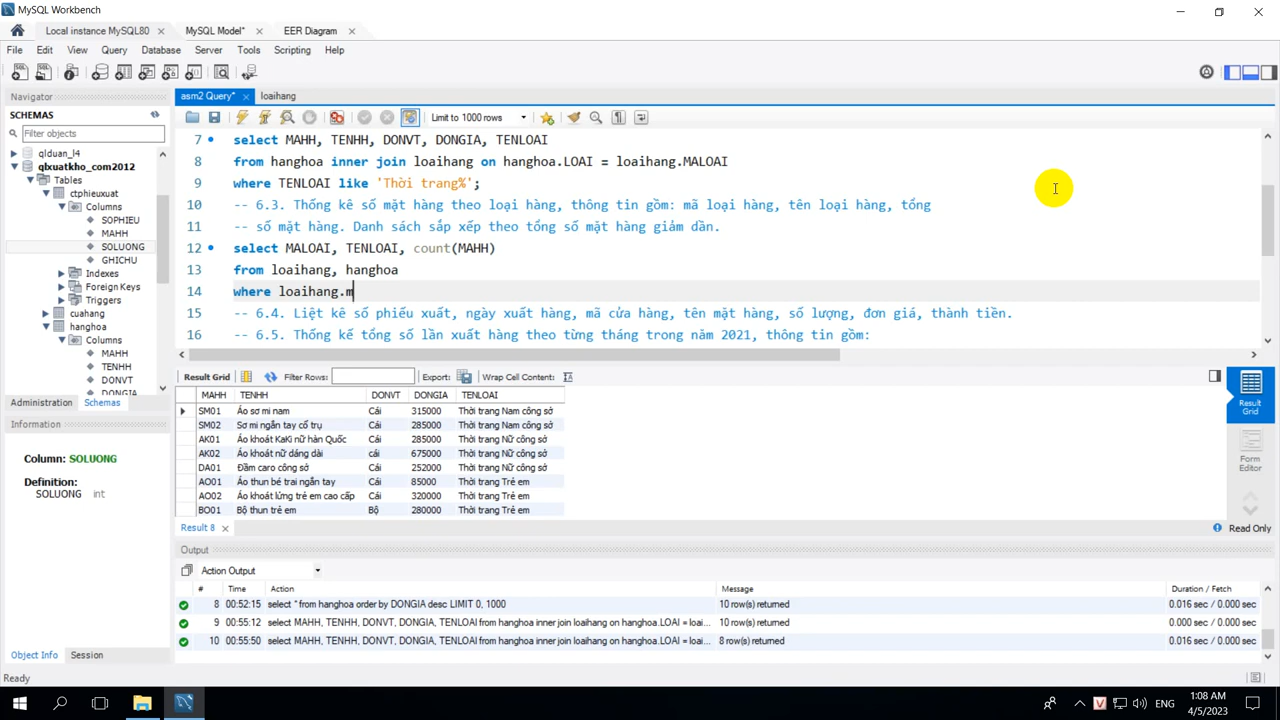 MySQL Workbench
Local instance MySQL80
MySQL Model*
EER Diagram
File Edit View Query Database Server Tools Scripting Help
Navigator
asm2 Query*
loaihang
SCHEMAS
Limit to 1000 rows
Filter objects
7 select MAHH, TENHH, DONVT, DONGIA, TENLOAI
8 from hanghoa inner join loaihang on hanghoa.LOAI = loaihang.MALOAI
9 where TENLOAI like 'Thời trang%';
10 -- 6.3. Thống kê số mặt hàng theo loại hàng, thông tin gồm: mã loại hàng, tên loại hàng, tổng
11 -- số mặt hàng. Danh sách sắp xếp theo tổng số mặt hàng giảm dần.
12 select MALOAI, TENLOAI, count(MAHH)
13 from loaihang, hanghoa
14 where loaihang.m
15 -- 6.4. Liệt kê số phiếu xuất, ngày xuất hàng, mã cửa hàng, tên mặt hàng, số lượng, đơn giá, thành tiền.
16 -- 6.5. Thống kế tổng số lần xuất hàng theo từng tháng trong năm 2021, thông tin gồm:
qlduan_l4
qlxuatkho_com2012
Tables
ctphieuxuat
Columns
SOPHIEU
MAHH
SOLUONG
GHICHU
Indexes
Foreign Keys
Triggers
cuahang
hanghoa
Columns
MAHH
TENHH
DONVT
DONGIA
Administration Schemas
Information
Column: SOLUONG
Definition:
SOLUONG int
Result Grid
Filter Rows:
Export:
Wrap Cell Content:
MAHH TENHH DONVT DONGIA TENLOAI
SM01 Áo sơ mi nam Cái 315000 Thời trang Nam công sở
SM02 Sơ mi ngắn tay cổ trụ Cái 285000 Thời trang Nam công sở
AK01 Áo khoát KaKi nữ hàn Quốc Cái 285000 Thời trang Nữ công sở
AK02 Áo khoát nữ dáng dài cái 675000 Thời trang Nữ công sở
DA01 Đầm caro công sở Cái 252000 Thời trang Nữ công sở
AO01 Áo thun bé trai ngắn tay Cái 85000 Thời trang Trẻ em
AO02 Áo khoát lửng trẻ em cao cấp Cái 320000 Thời trang Trẻ em
BO01 Bộ thun trẻ em Bộ 280000 Thời trang Trẻ em
Result
Grid
Form
Editor
Result 8
Read Only
Output
Action Output
# Time Action Message Duration / Fetch
8 00:52:15 select * from hanghoa order by DONGIA desc LIMIT 0, 1000 10 row(s) returned 0.016 sec / 0.000 sec
9 00:55:12 select MAHH, TENHH, DONVT, DONGIA, TENLOAI from hanghoa inner join loaihang on hanghoa.LOAI = loai... 10 row(s) returned 0.000 sec / 0.000 sec
10 00:55:50 select MAHH, TENHH, DONVT, DONGIA, TENLOAI from hanghoa inner join loaihang on hanghoa.LOAI = loai... 8 row(s) returned 0.016 sec / 0.000 sec
Object Info Session
Ready
V
ENG
1:08 AM
4/5/2023